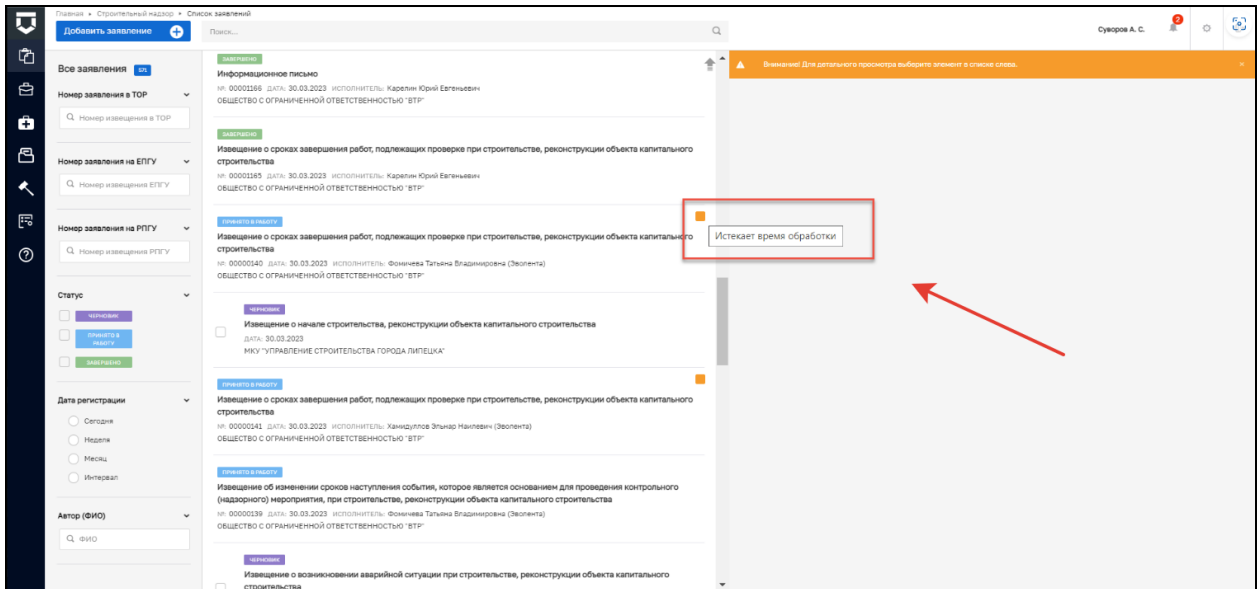 Главная • Строительный надзор • Список заявлений
Добавить заявление
Поиск...
Суворов А. С.
2
Все заявления 571
Номер заявления в ТОР
Номер извещения в ТОР
Номер заявления на ЕПГУ
Номер извещения ЕПГУ
Номер заявления на РПГУ
Номер извещения РПГУ
Статус
ЧЕРНОВИК
ПРИНЯТО В
РАБОТУ
ЗАВЕРШЕНО
Дата регистрации
Сегодня
Неделя
Месяц
Интервал
Автор (ФИО)
ФИО
ЗАВЕРШЕНО
Информационное письмо
№: 00001166 ДАТА: 30.03.2023 ИСПОЛНИТЕЛЬ: Карелин Юрий Евгеньевич
ОБЩЕСТВО С ОГРАНИЧЕННОЙ ОТВЕТСТВЕННОСТЬЮ "ВТР"
ЗАВЕРШЕНО
Извещение о сроках завершения работ, подлежащих проверке при строительстве, реконструкции объекта капитального
строительства
№: 00001165 ДАТА: 30.03.2023 ИСПОЛНИТЕЛЬ: Карелин Юрий Евгеньевич
ОБЩЕСТВО С ОГРАНИЧЕННОЙ ОТВЕТСТВЕННОСТЬЮ "ВТР"
ПРИНЯТО В РАБОТУ
Извещение о сроках завершения работ, подлежащих проверке при строительстве, реконструкции объекта капитального
строительства
№: 00000140 ДАТА: 30.03.2023 ИСПОЛНИТЕЛЬ: Фомичева Татьяна Владимировна (Эволента)
ОБЩЕСТВО С ОГРАНИЧЕННОЙ ОТВЕТСТВЕННОСТЬЮ "ВТР"
ЧЕРНОВИК
Извещение о начале строительства, реконструкции объекта капитального строительства
ДАТА: 30.03.2023
МКУ "УПРАВЛЕНИЕ СТРОИТЕЛЬСТВА ГОРОДА ЛИПЕЦКА"
ПРИНЯТО В РАБОТУ
Извещение о сроках завершения работ, подлежащих проверке при строительстве, реконструкции объекта капитального
строительства
№: 00000141 ДАТА: 30.03.2023 ИСПОЛНИТЕЛЬ: Хамидуллов Эльнар Наилевич (Эволента)
ОБЩЕСТВО С ОГРАНИЧЕННОЙ ОТВЕТСТВЕННОСТЬЮ "ВТР"
ПРИНЯТО В РАБОТУ
Извещение об изменении сроков наступления события, которое является основанием для проведения контрольного
(надзорного) мероприятия, при строительстве, реконструкции объекта капитального строительства
№: 00000139 ДАТА: 30.03.2023 ИСПОЛНИТЕЛЬ: Фомичева Татьяна Владимировна (Эволента)
ОБЩЕСТВО С ОГРАНИЧЕННОЙ ОТВЕТСТВЕННОСТЬЮ "ВТР"
ЧЕРНОВИК
Извещение о возникновении аварийной ситуации при строительстве, реконструкции объекта капитального
строительства
Внимание! Для детального просмотра выберите элемент в списке слева.
Истекает время обработки